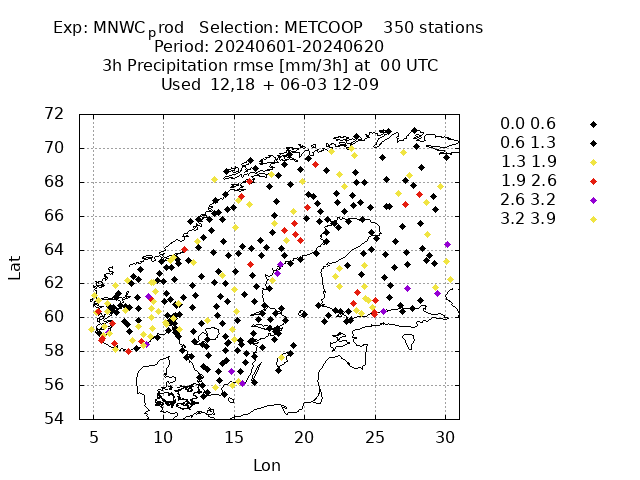 Exp: MNWC_prod   Selection: METCOOP    350 stations
Period: 20240601-20240620
3h Precipitation rmse [mm/3h] at  00 UTC
Used  12,18 + 06-03 12-09
72
70
68
66
64
62
60
58
56
54
Lat
5 10 15 20 25 30
Lon
0.0 0.6
0.6 1.3
1.3 1.9
1.9 2.6
2.6 3.2
3.2 3.9